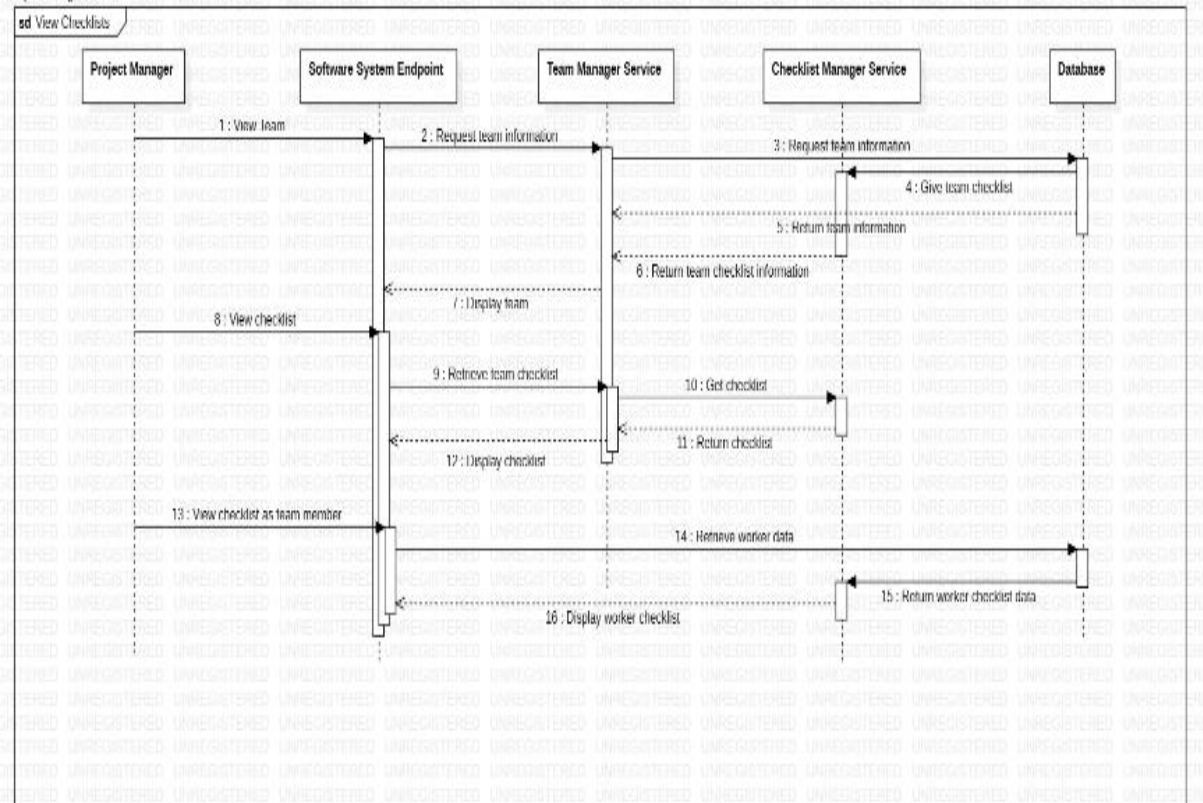 sd View Checklists
Project Manager
Software System Endpoint
Team Manager Service
Checklist Manager Service
Database
1 : View Team
2 : Request team information
3 : Request team information
4 : Give team checklist
5 : Return team information
6 : Return team checklist information
7 : Display team
8 : View checklist
9 : Retrieve team checklist
10 : Get checklist
11 : Return checklist
12 : Display checklist
13 : View checklist on team member
14 : Retrieve worker data
15 : Return worker checklist data
16 : Display worker checklist
UNREGISTERED